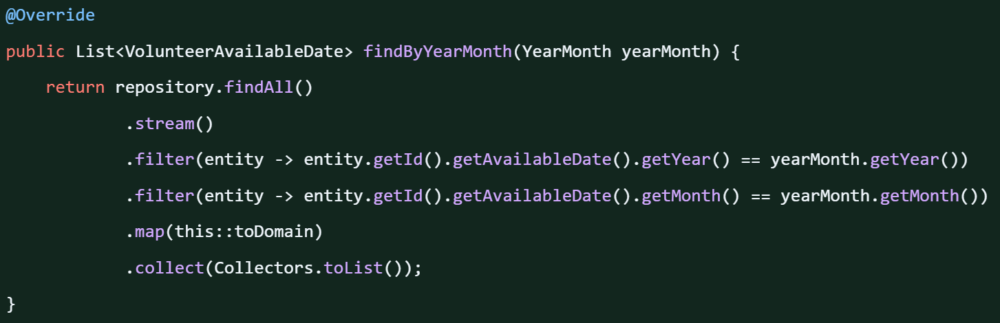 @Override
public List<VolunteerAvailableDate> findByYearMonth(YearMonth yearMonth) {
    return repository.findAll()
            .stream()
            .filter(entity -> entity.getId().getAvailableDate().getYear() == yearMonth.getYear())
            .filter(entity -> entity.getId().getAvailableDate().getMonth() == yearMonth.getMonth())
            .map(this::toDomain)
            .collect(Collectors.toList());
}